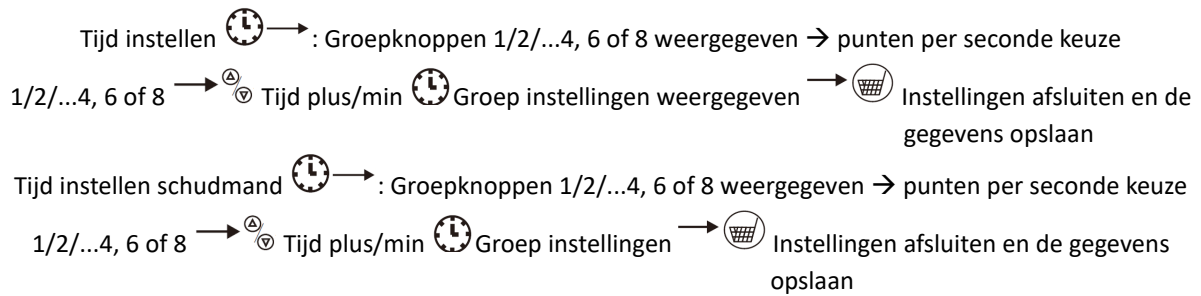 Tijd instellen → : Groepknoppen 1/2/...4, 6 of 8 weergegeven → punten per seconde keuze
1/2/...4, 6 of 8 → Tijd plus/min Groep instellingen weergegeven → Instellingen afsluiten en de
gegevens opslaan
Tijd instellen schudmand → : Groepknoppen 1/2/...4, 6 of 8 weergegeven → punten per seconde keuze
1/2/...4, 6 of 8 → Tijd plus/min Groep instellingen → Instellingen afsluiten en de gegevens
opslaan